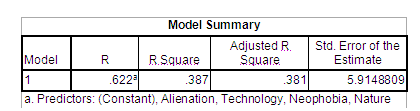 Model Summary
Model R R Square Adjusted R Square Std. Error of the Estimate
1 .622a .387 .381 5.9148809
a. Predictors: (Constant), Alienation, Technology, Neophobia, Nature